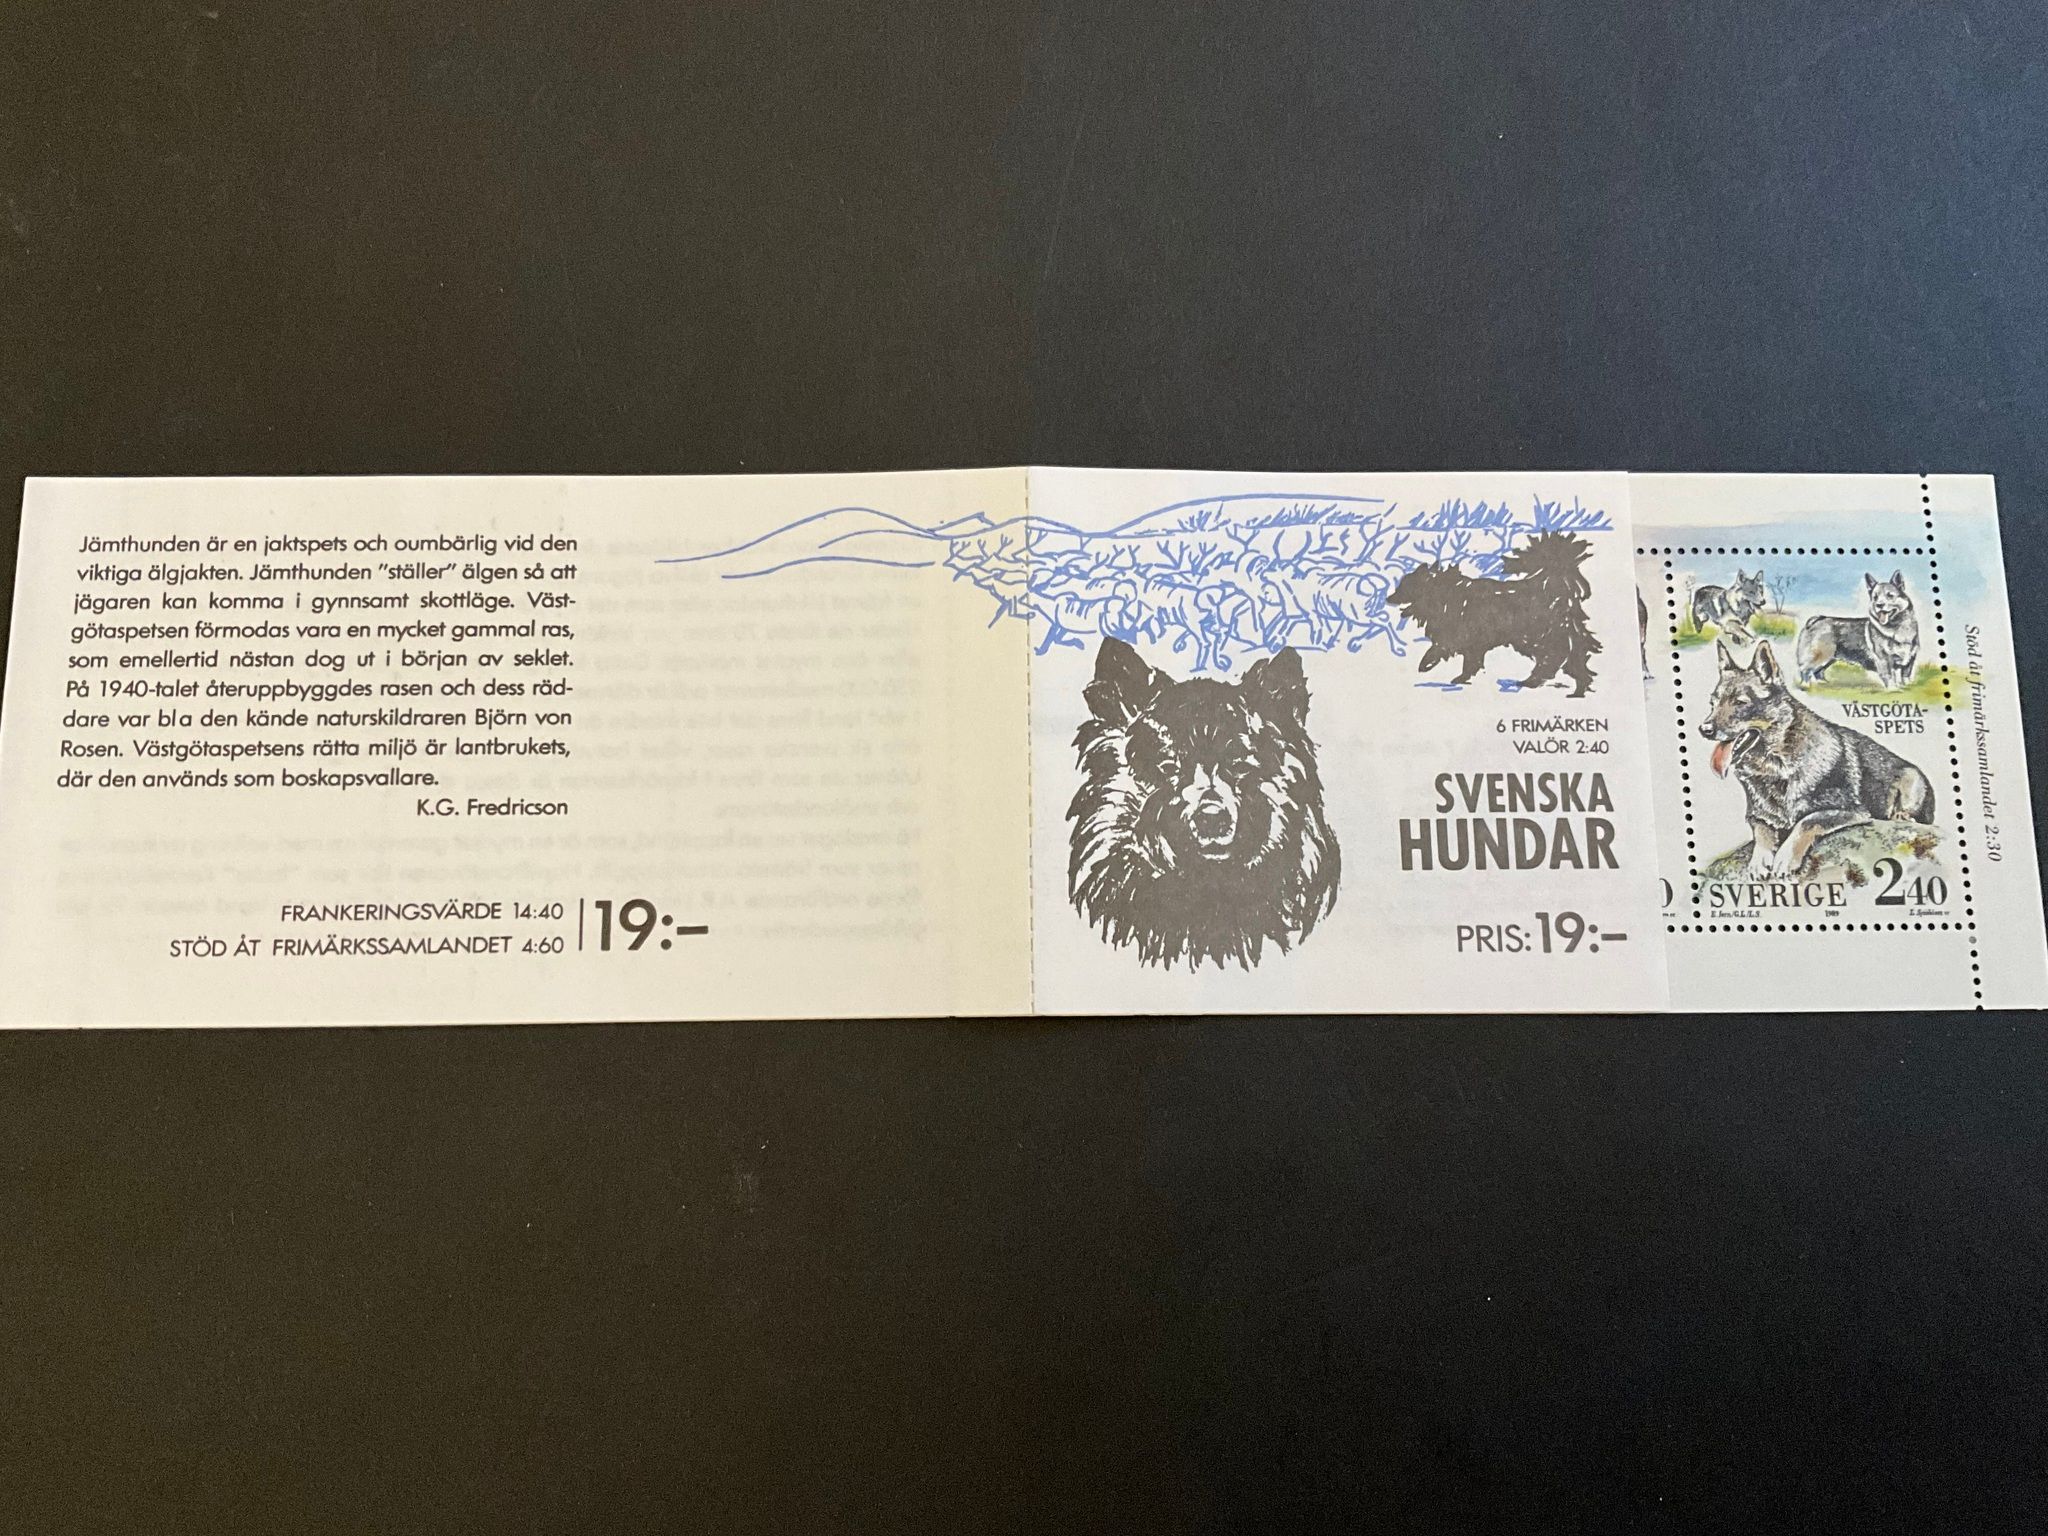 Jämthunden är en jaktspets och oumbärlig vid den
viktiga älgjakten. Jämthunden ”ställer” älgen så att
jägaren kan komma i gynnsamt skottläge. Väst-
götaspetsen förmodas vara en mycket gammal ras,
som emellertid nästan dog ut i början av seklet.
På 1940-talet återuppbyggdes rasen och dess räd-
dare var bl a den kände naturskildraren Björn von
Rosen. Västgötaspetsens rätta miljö är lantbrukets,
där den används som boskapsvallare.
K.G. Fredricson
FRANKERINGSVÄRDE 14:40
STÖD ÅT FRIMÄRKSSAMLANDET 4:60
19:–
6 FRIMÄRKEN
VALÖR 2:40
SVENSKA
HUNDAR
PRIS: 19:–
VÄSTGÖTA-
SPETS
SVERIGE 240
1989
Stöd åt frimärkssamlandet 2:30